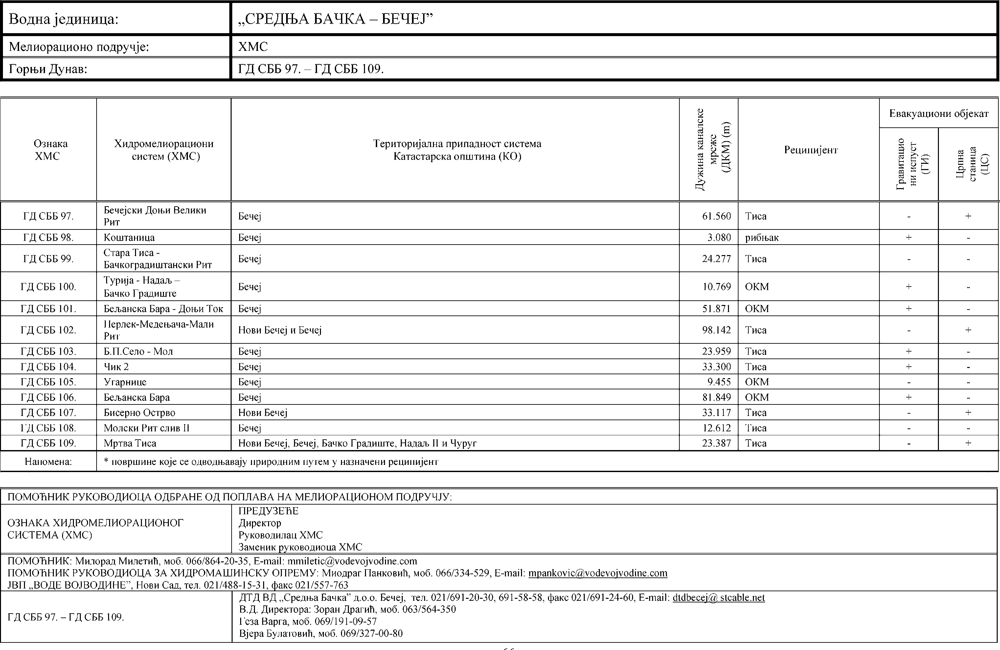 Водна јединица: „СРЕДЊА БАЧКА – БЕЧЕЈ”
Мелиорационо подручје: ХМС
Горњи Дунав: ГД СББ 97. – ГД СББ 109.
Ознака ХМС
Хидромелиорациони систем (ХМС)
Територијална припадност система
Катастарска општина (КО)
Дужина каналске мреже (ДКМ) (m)
Реципијент
Евакуациони објекат
Гравитацио
ни испуст
(ГИ)
Црпна
станица
(ЦС)
ГД СББ 97. Бечејски Доњи Велики Рит Бечеј 61.560 Тиса - +
ГД СББ 98. Коштаница Бечеј 3.080 рибњак + -
ГД СББ 99. Стара Тиса - Бачкоградиштански Рит Бечеј 24.277 Тиса - -
ГД СББ 100. Турија - Надаљ – Бачко Градиште Бечеј 10.769 ОКМ + -
ГД СББ 101. Бељанска Бара - Доњи Ток Бечеј 51.871 ОКМ + -
ГД СББ 102. Перлек-Медењача-Мали Рит Нови Бечеј и Бечеј 98.142 Тиса - +
ГД СББ 103. Б.П.Село - Мол Бечеј 23.959 Тиса + -
ГД СББ 104. Чик 2 Бечеј 33.300 Тиса + -
ГД СББ 105. Угарнице Бечеј 9.455 ОКМ - -
ГД СББ 106. Бељанска Бара Бечеј 81.849 ОКМ + -
ГД СББ 107. Бисерно Острво Нови Бечеј 33.117 Тиса - +
ГД СББ 108. Молски Рит слив II Бечеј 12.612 Тиса - -
ГД СББ 109. Мртва Тиса Нови Бечеј, Бечеј, Бачко Градиште, Надаљ II и Чуруг 23.387 Тиса - +
Напомена: * површине које се одводњавају природним путем у назначени реципијент
ПОМОЋНИК РУКОВОДИОЦА ОДБРАНЕ ОД ПОПЛАВА НА МЕЛИОРАЦИОНОМ ПОДРУЧЈУ:
ОЗНАКА ХИДРОМЕЛИОРАЦИОНОГ
СИСТЕМА (ХМС)
ПРЕДУЗЕЋЕ
Директор
Руководилац ХМС
Заменик руководиоца ХМС
ПОМОЋНИК: Милорад Милетић, моб. 066/864-20-35, E-mail: mmiletic@vodevojvodine.com
ПОМОЋНИК РУКОВОДИОЦА ЗА ХИДРОМАШИНСКУ ОПРЕМУ: Миодраг Панковић, моб. 066/334-529, E-mail: mpankovic@vodevojvodine.com
ЈВП „ВОДЕ ВОЈВОДИНЕ”, Нови Сад, тел. 021/488-15-31, факс 021/557-763
ГД СББ 97. – ГД СББ 109.
ДТД ВД „Средња Бачка” д.о.о. Бечеј, тел. 021/691-20-30, 691-58-58, факс 021/691-24-60, E-mail: dtdbecej@ stcable.net
В.Д. Директора: Зоран Драгић, моб. 063/564-350
Геза Варга, моб. 069/191-09-57
Вјера Булатовић, моб. 069/327-00-80